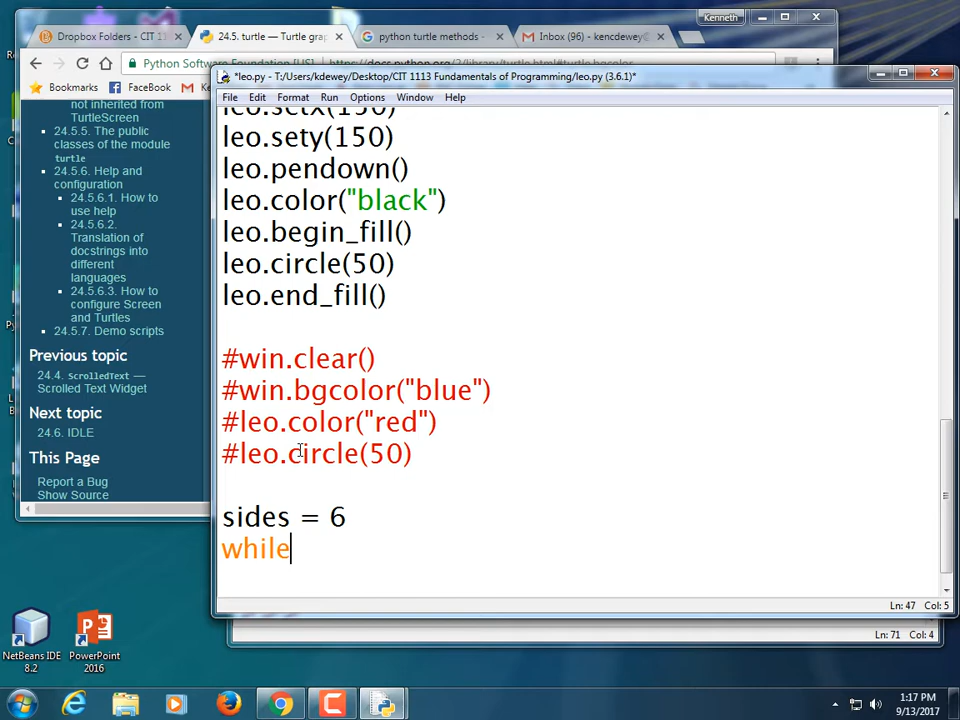 Kenneth
Dropbox Folders - CIT 11
24.5. turtle — Turtle gra
python turtle methods -
Inbox (96) - kencdewey@
Python Software Foundation [US]
Bookmarks
FaceBook
*leo.py - T:/Users/kdewey/Desktop/CIT 1113 Fundamentals of Programming/leo.py (3.6.1)*
File Edit Format Run Options Window Help
not inherited from
TurtleScreen
24.5.5. The public
classes of the module
turtle
24.5.6. Help and
configuration
24.5.6.1. How to
use help
24.5.6.2.
Translation of
docstrings into
different
languages
24.5.6.3. How to
configure Screen
and Turtles
24.5.7. Demo scripts
Previous topic
24.4. ScrolledText —
Scrolled Text Widget
Next topic
24.6. IDLE
This Page
Report a Bug
Show Source
leo.setx(150)
leo.sety(150)
leo.pendown()
leo.color("black")
leo.begin_fill()
leo.circle(50)
leo.end_fill()
#win.clear()
#win.bgcolor("blue")
#leo.color("red")
#leo.circle(50)
sides = 6
while
Ln: 47 Col: 5
Ln: 71 Col: 4
NetBeans IDE
8.2
PowerPoint
2016
1:17 PM
9/13/2017